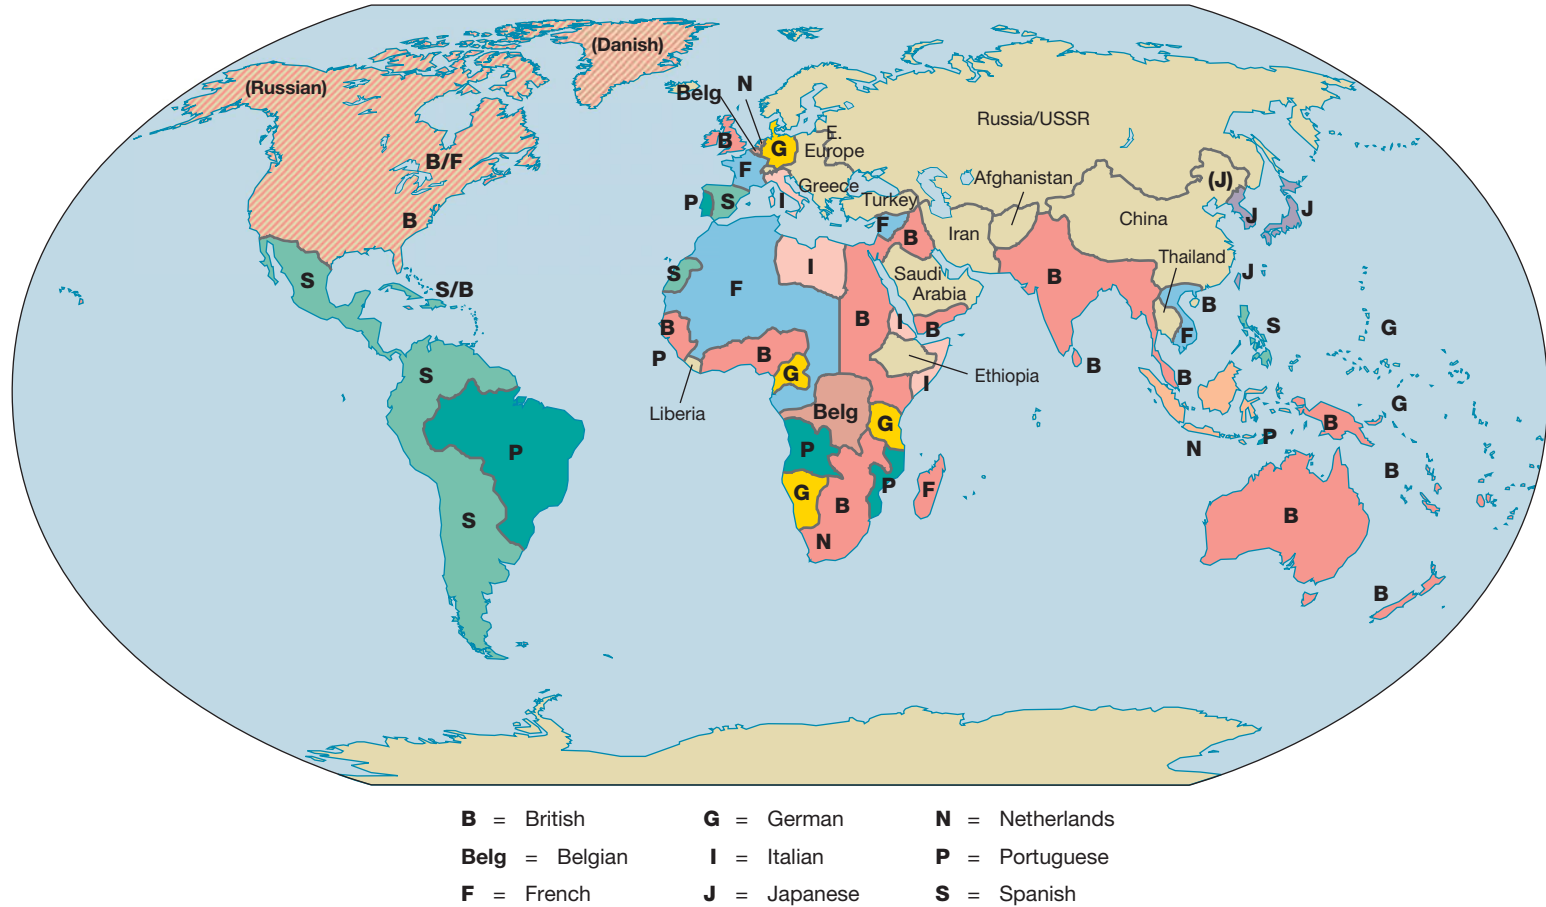 (Danish)
(Russian)
N
Belg
Russia/USSR
E.
Europe
B
G
B/F
F
Greece
Afghanistan
(J)
P
S
I
Turkey
J
J
B
F
B
Iran
China
Thailand
S
S
I
Saudi
Arabia
B
J
S/B
F
B
I
B
B
S
G
B
P
B
F
B
S
G
Ethiopia
I
B
Liberia
Belg
G
G
B
P
P
P
N
G
P
F
B
S
B
B
N
B
B = British
G = German
N = Netherlands
Belg = Belgian
I = Italian
P = Portuguese
F = French
J = Japanese
S = Spanish